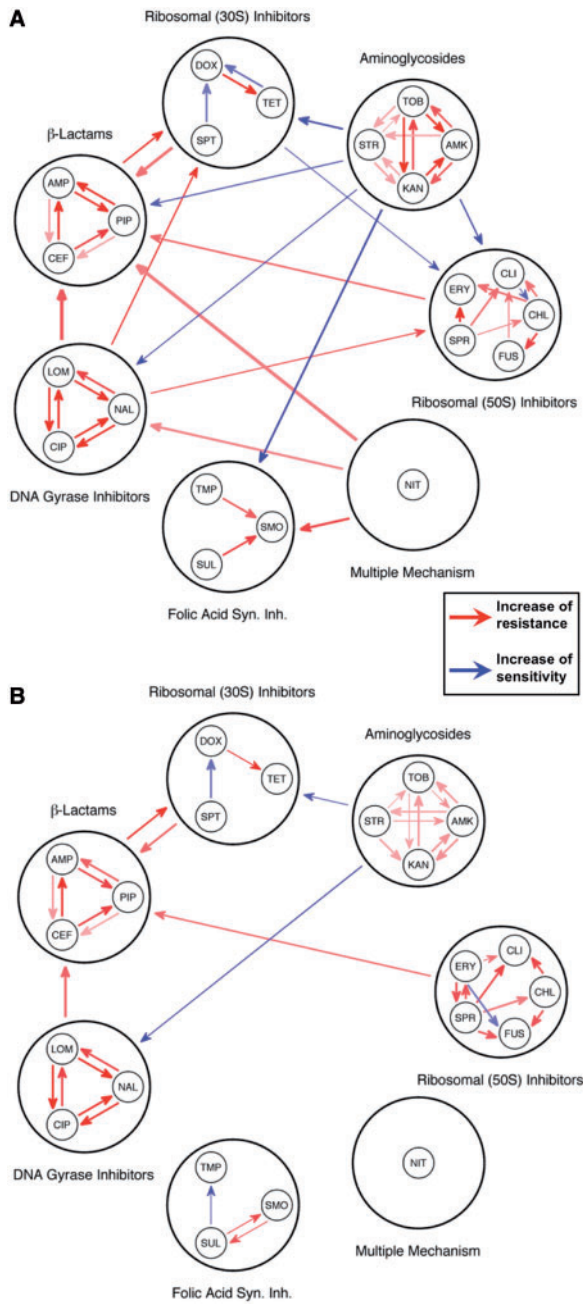 A
Ribosomal (30S) Inhibitors
DOX
TET
SPT
Aminoglycosides
TOB
STR
AMK
KAN
β-Lactams
AMP
PIP
CEF
CLI
ERY
CHL
SPR
FUS
Ribosomal (50S) Inhibitors
LOM
NAL
CIP
DNA Gyrase Inhibitors
TMP
SMO
SUL
Folic Acid Syn. Inh.
NIT
Multiple Mechanism
Increase of
resistance
Increase of
sensitivity
B
Ribosomal (30S) Inhibitors
DOX
TET
SPT
Aminoglycosides
TOB
STR
AMK
KAN
β-Lactams
AMP
PIP
CEF
CLI
ERY
CHL
SPR
FUS
Ribosomal (50S) Inhibitors
LOM
NAL
CIP
DNA Gyrase Inhibitors
TMP
SMO
SUL
Folic Acid Syn. Inh.
NIT
Multiple Mechanism